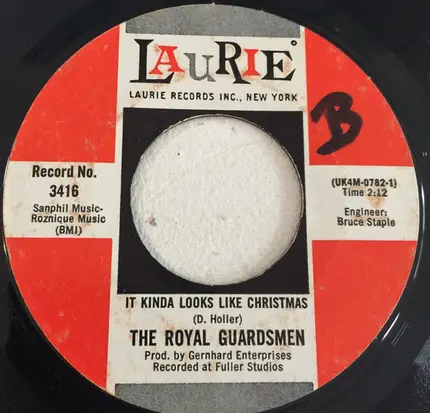 LAURIE
LAURIE RECORDS INC., NEW YORK
B
Record No.
3416
Sanphil Music-
Roznique Music
(BMI)
(UK4M-0782-1)
Time 2:12
Engineer:
Bruce Staple
IT KINDA LOOKS LIKE CHRISTMAS
(D. Holler)
THE ROYAL GUARDSMEN
Prod. by Gernhard Enterprises
Recorded at Fuller Studios